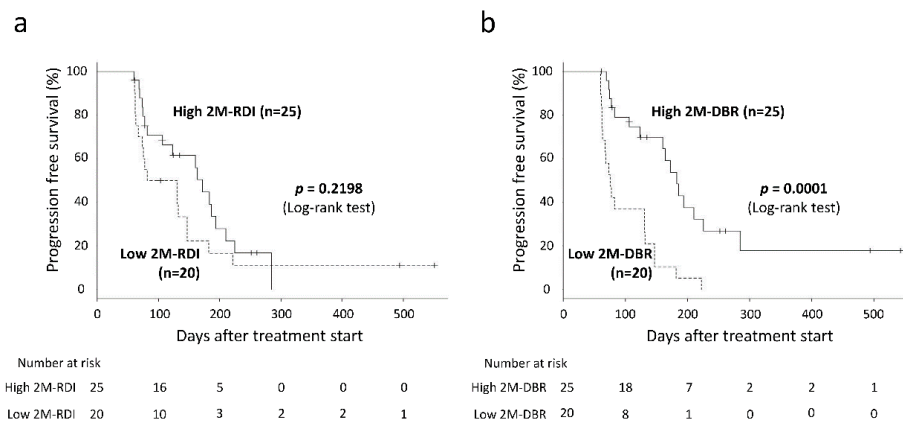 a
Progression free survival (%)
100
80
60
40
20
0
High 2M-RDI (n=25)
p = 0.2198
(Log-rank test)
Low 2M-RDI
(n=20)
0 100 200 300 400 500
Days after treatment start
Number at risk
High 2M-RDI 25 16 5 0 0 0
Low 2M-RDI 20 10 3 2 2 1
b
Progression free survival (%)
100
80
60
40
20
0
High 2M-DBR (n=25)
p = 0.0001
(Log-rank test)
Low 2M-DBR
(n=20)
0 100 200 300 400 500
Days after treatment start
Number at risk
High 2M-DBR 25 18 7 2 2 1
Low 2M-DBR 20 8 1 0 0 0